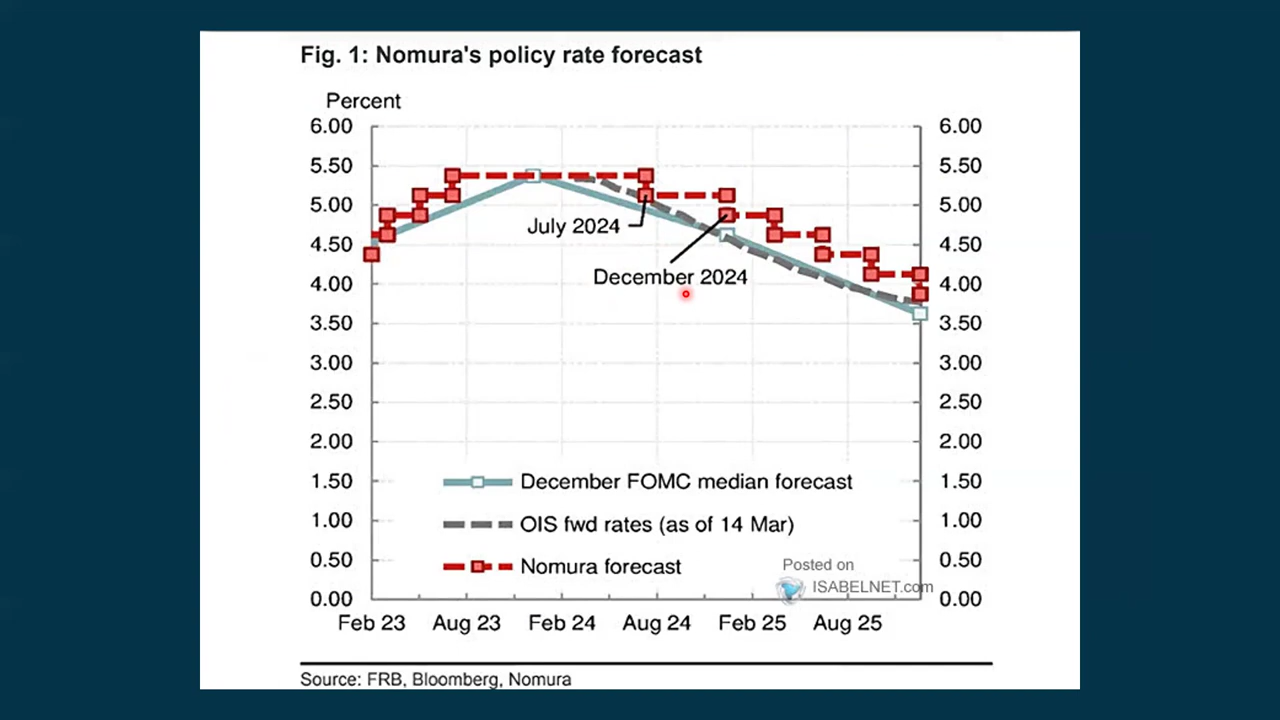 Fig. 1: Nomura's policy rate forecast
Percent
6.00 6.00
5.50 5.50
5.00 5.00
July 2024
4.50 4.50
December 2024
4.00 4.00
3.50 3.50
3.00 3.00
2.50 2.50
2.00 2.00
1.50 December FOMC median forecast 1.50
1.00 OIS fwd rates (as of 14 Mar) 1.00
0.50 Nomura forecast 0.50
Posted on
ISABELNET.com
0.00 0.00
Feb 23 Aug 23 Feb 24 Aug 24 Feb 25 Aug 25
Source: FRB, Bloomberg, Nomura